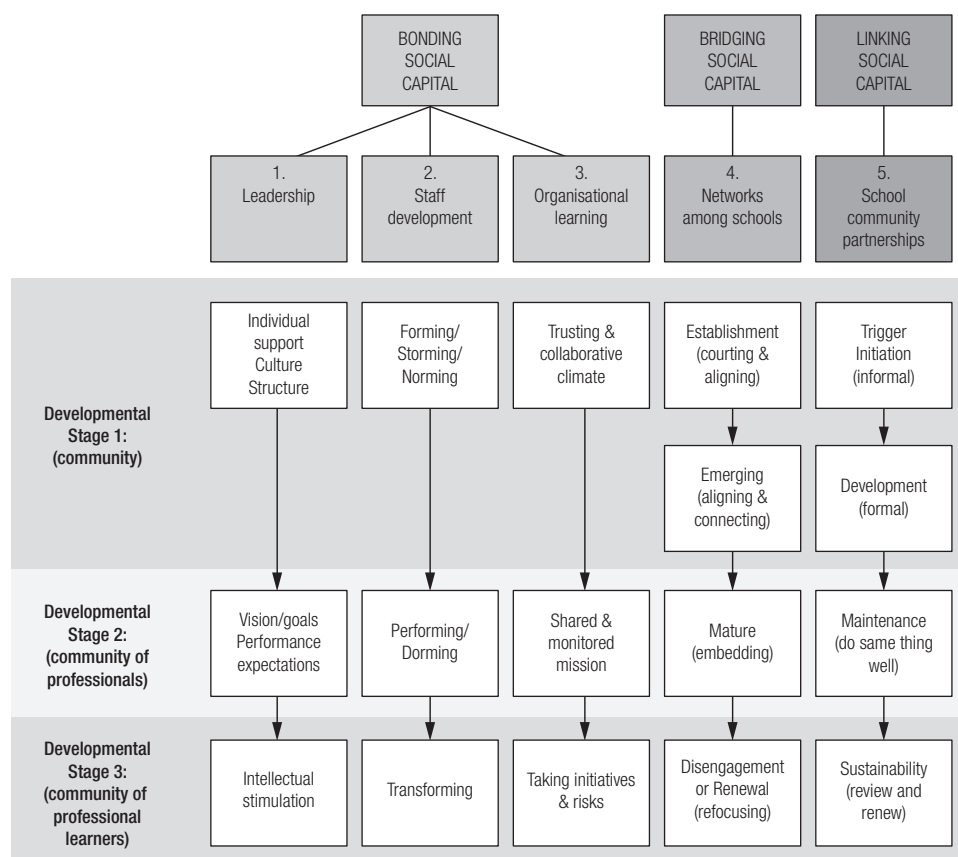 BONDING
SOCIAL
CAPITAL
BRIDGING
SOCIAL
CAPITAL
LINKING
SOCIAL
CAPITAL
1.
Leadership
2.
Staff
development
3.
Organisational
learning
4.
Networks
among schools
5.
School
community
partnerships
Developmental
Stage 1:
(community)
Individual
support
Culture
Structure
Forming/
Storming/
Norming
Trusting &
collaborative
climate
Establishment
(courting &
aligning)
Trigger
Initiation
(informal)
Emerging
(aligning &
connecting)
Development
(formal)
Developmental
Stage 2:
(community of
professionals)
Vision/goals
Performance
expectations
Performing/
Dorming
Shared &
monitored
mission
Mature
(embedding)
Maintenance
(do same thing
well)
Developmental
Stage 3:
(community of
professional
learners)
Intellectual
stimulation
Transforming
Taking initiatives
& risks
Disengagement
or Renewal
(refocusing)
Sustainability
(review and
renew)